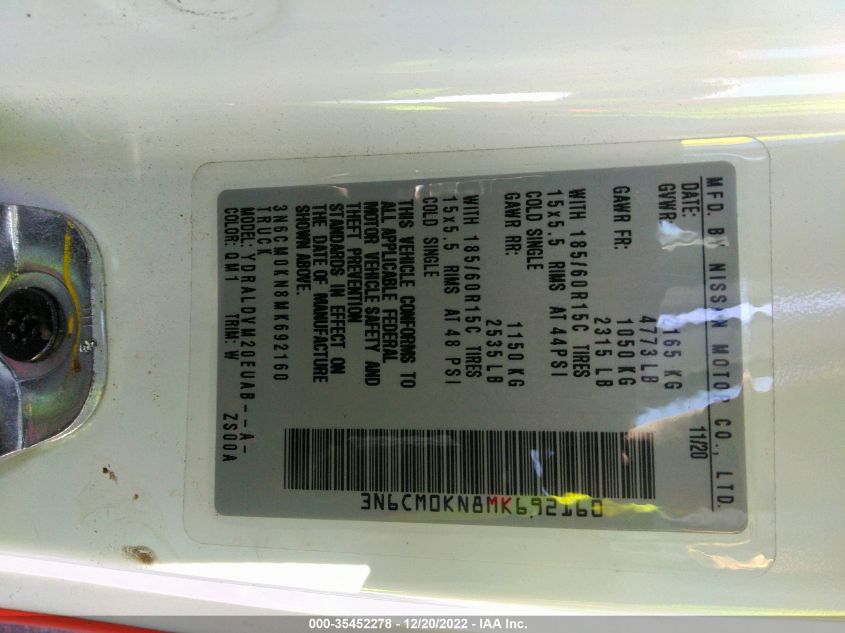 MFD. BY NISSAN MOTOR CO., LTD.
DATE: 11/20
GVWR: 165 KG
4773 LB
GAWR FR: 1050 KG
2315 LB
WITH 185/60R15C TIRES
15x5.5 RIMS AT 44PSI
COLD SINGLE
GAWR RR: 1150 KG
2535 LB
WITH 185/60R15C TIRES
15x5.5 RIMS AT 48 PSI
COLD SINGLE
THIS VEHICLE CONFORMS TO
ALL APPLICABLE FEDERAL
MOTOR VEHICLE SAFETY AND
THEFT PREVENTION
STANDARDS IN EFFECT ON
THE DATE OF MANUFACTURE
SHOWN ABOVE.
3N6CM0KN8MK692160
TRUCK
MODEL: YDRALDVM20EUAB--A-
COLOR: QM1 TRIM: W ZS00A
3N6CM0KN8MK692160
000-35452278 - 12/20/2022 - IAA Inc.